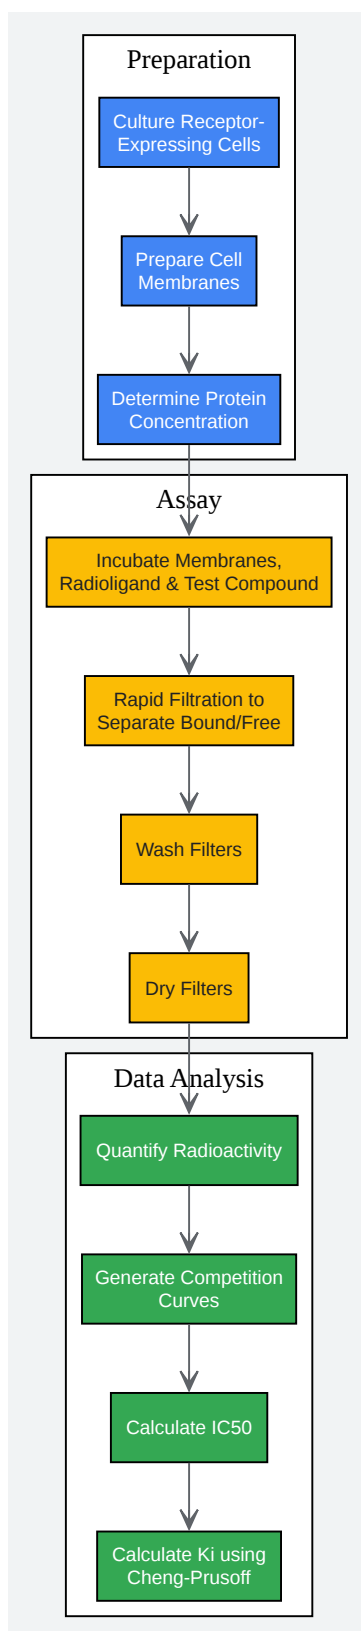 Preparation
Culture Receptor-
Expressing Cells
Prepare Cell
Membranes
Determine Protein
Concentration
Assay
Incubate Membranes,
Radioligand & Test Compound
Rapid Filtration to
Separate Bound/Free
Wash Filters
Dry Filters
Data Analysis
Quantify Radioactivity
Generate Competition
Curves
Calculate IC50
Calculate Ki using
Cheng-Prusoff